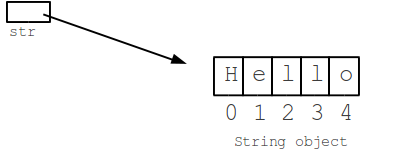 str
H e l l o
0 1 2 3 4
String object